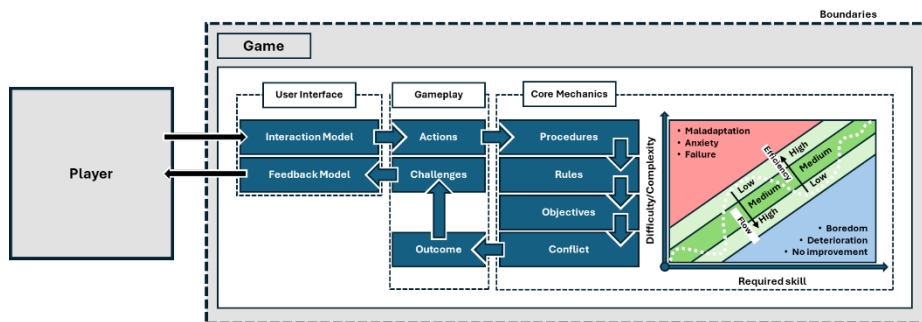 Boundaries
Game
Player
User Interface
Gameplay
Core Mechanics
Interaction Model
Actions
Procedures
Feedback Model
Challenges
Rules
Objectives
Outcome
Conflict
Difficulty/Complexity
• Maladaptation
• Anxiety
• Failure
High
Medium
Low
Efficiency
Low
Medium
High
Flow
• Boredom
• Deterioration
• No improvement
Required skill